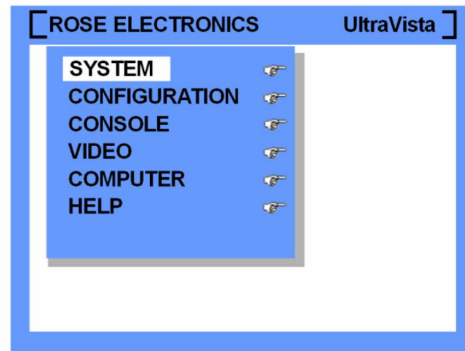 ROSE ELECTRONICS UltraVista
SYSTEM
CONFIGURATION
CONSOLE
VIDEO
COMPUTER
HELP